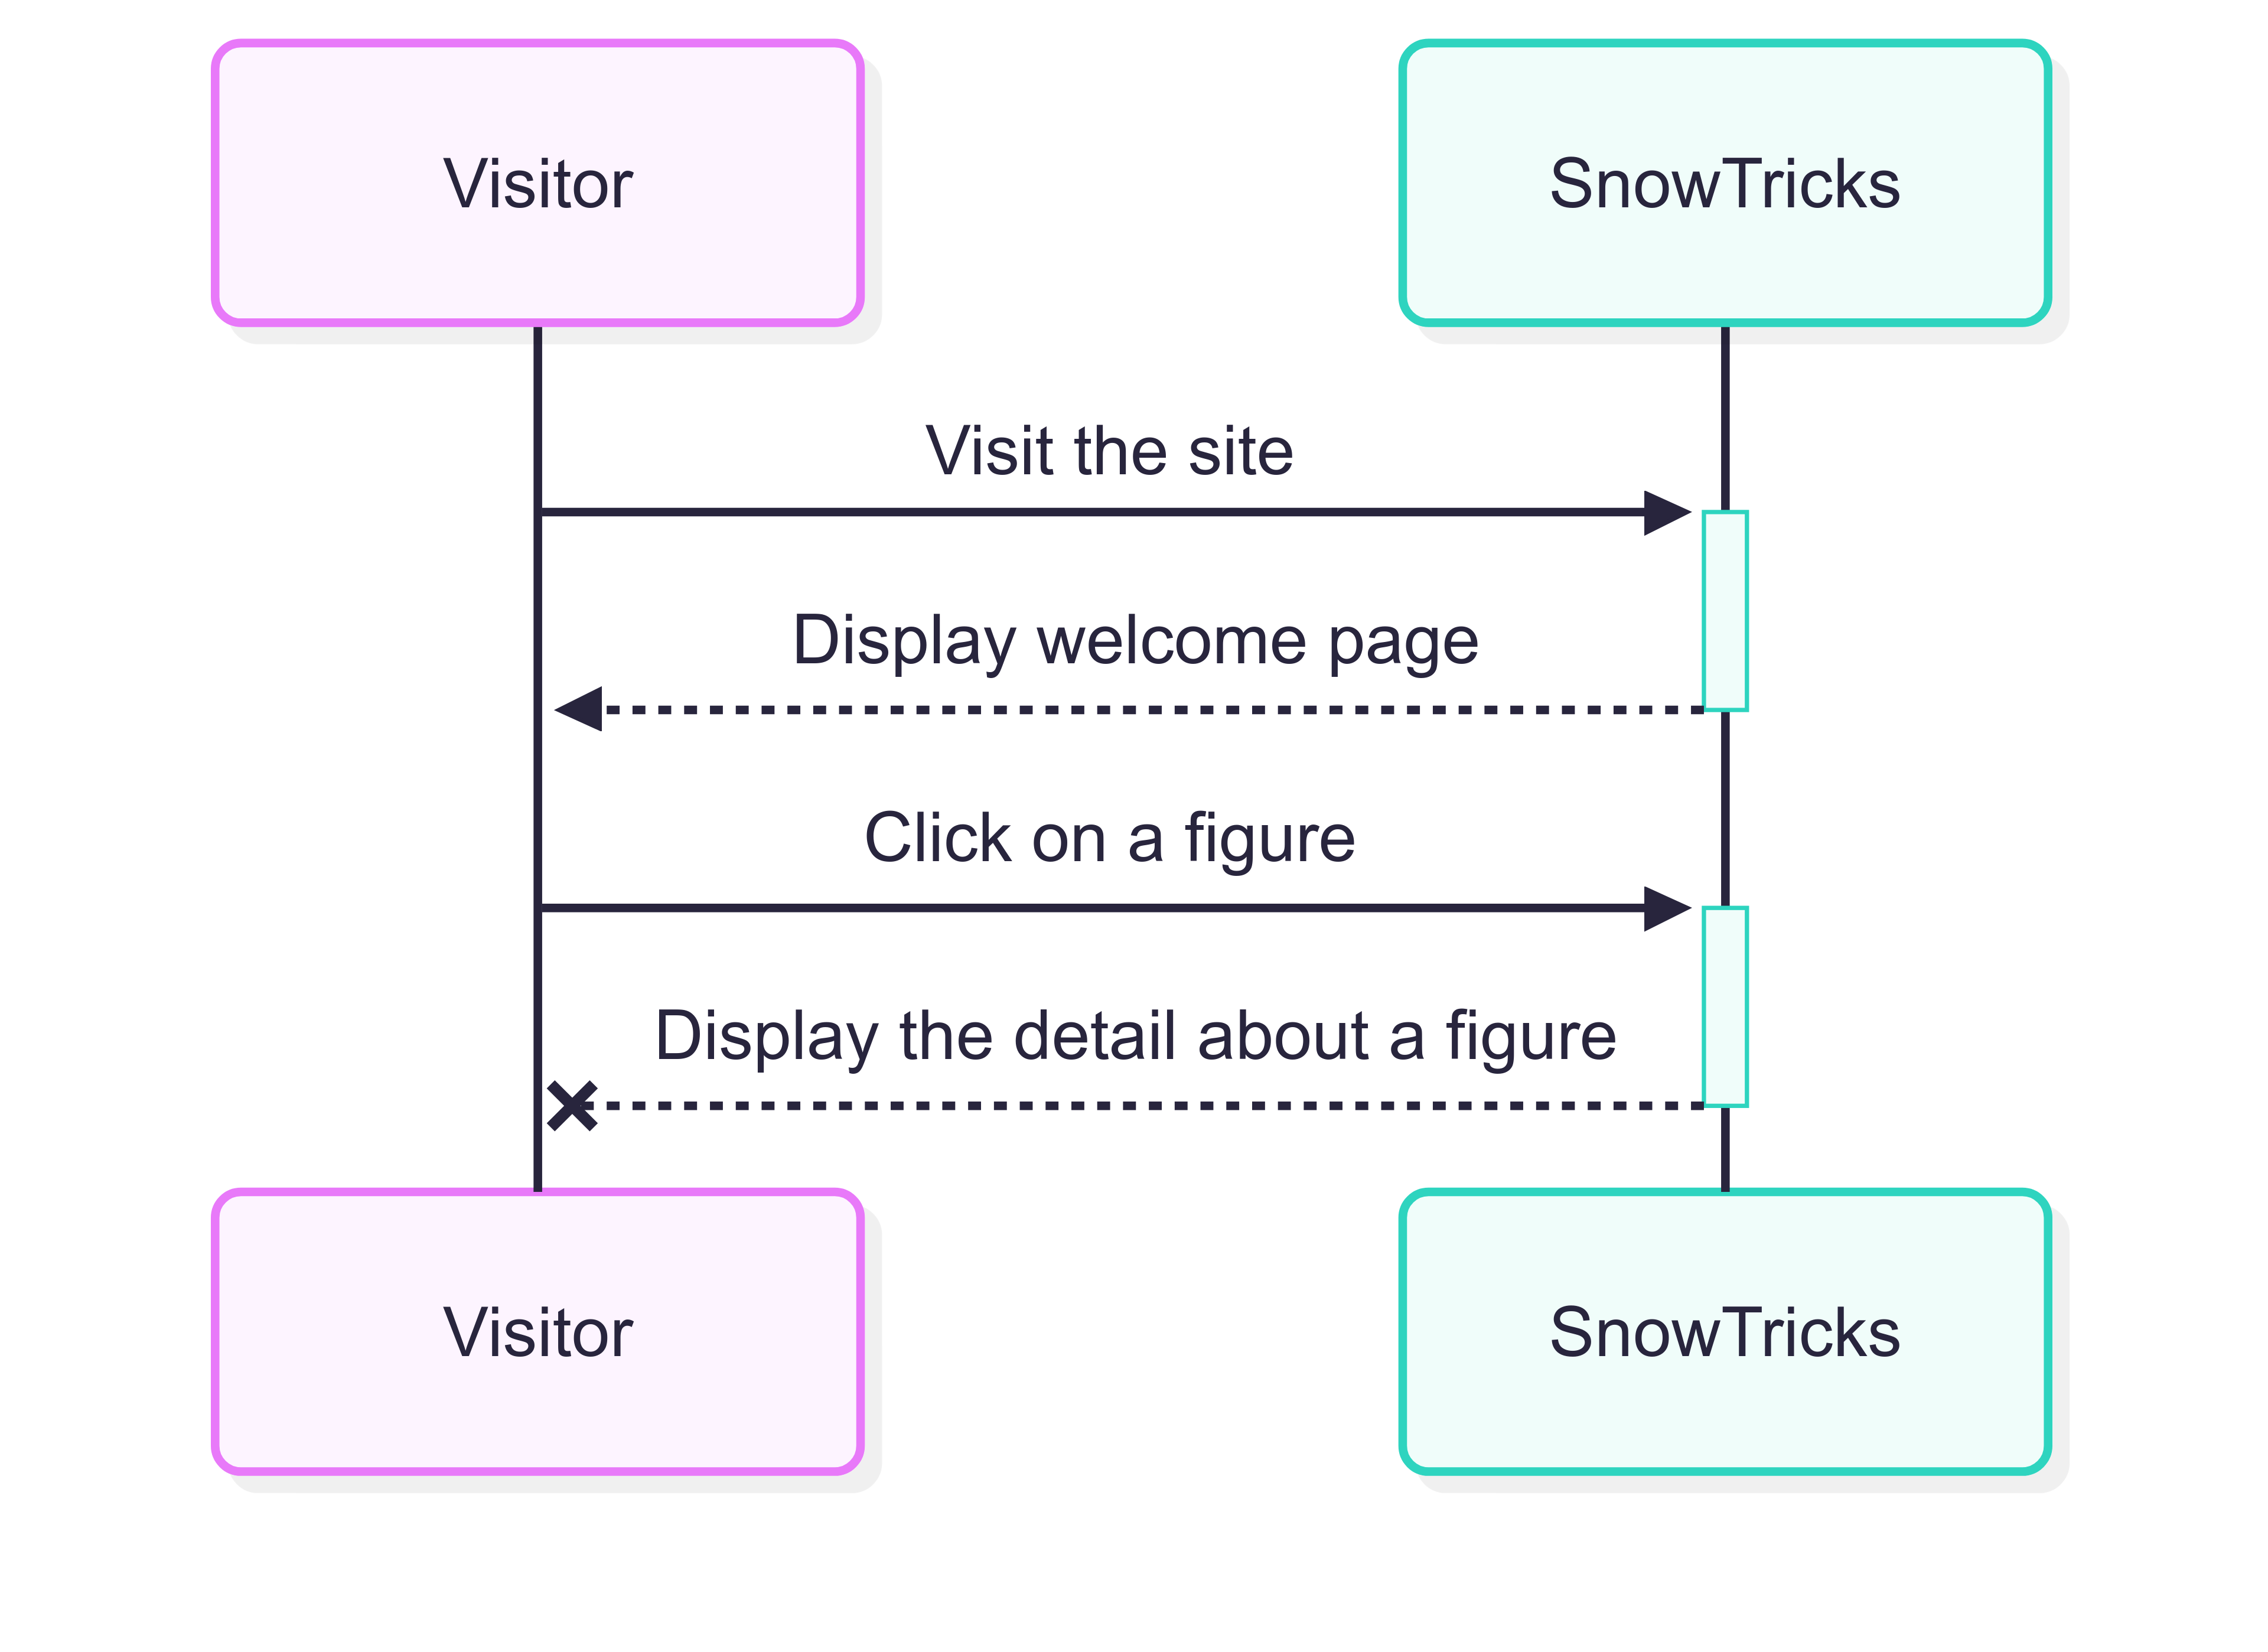 Visitor
SnowTricks
Visit the site
Display welcome page
Click on a figure
Display the detail about a figure
Visitor
SnowTricks